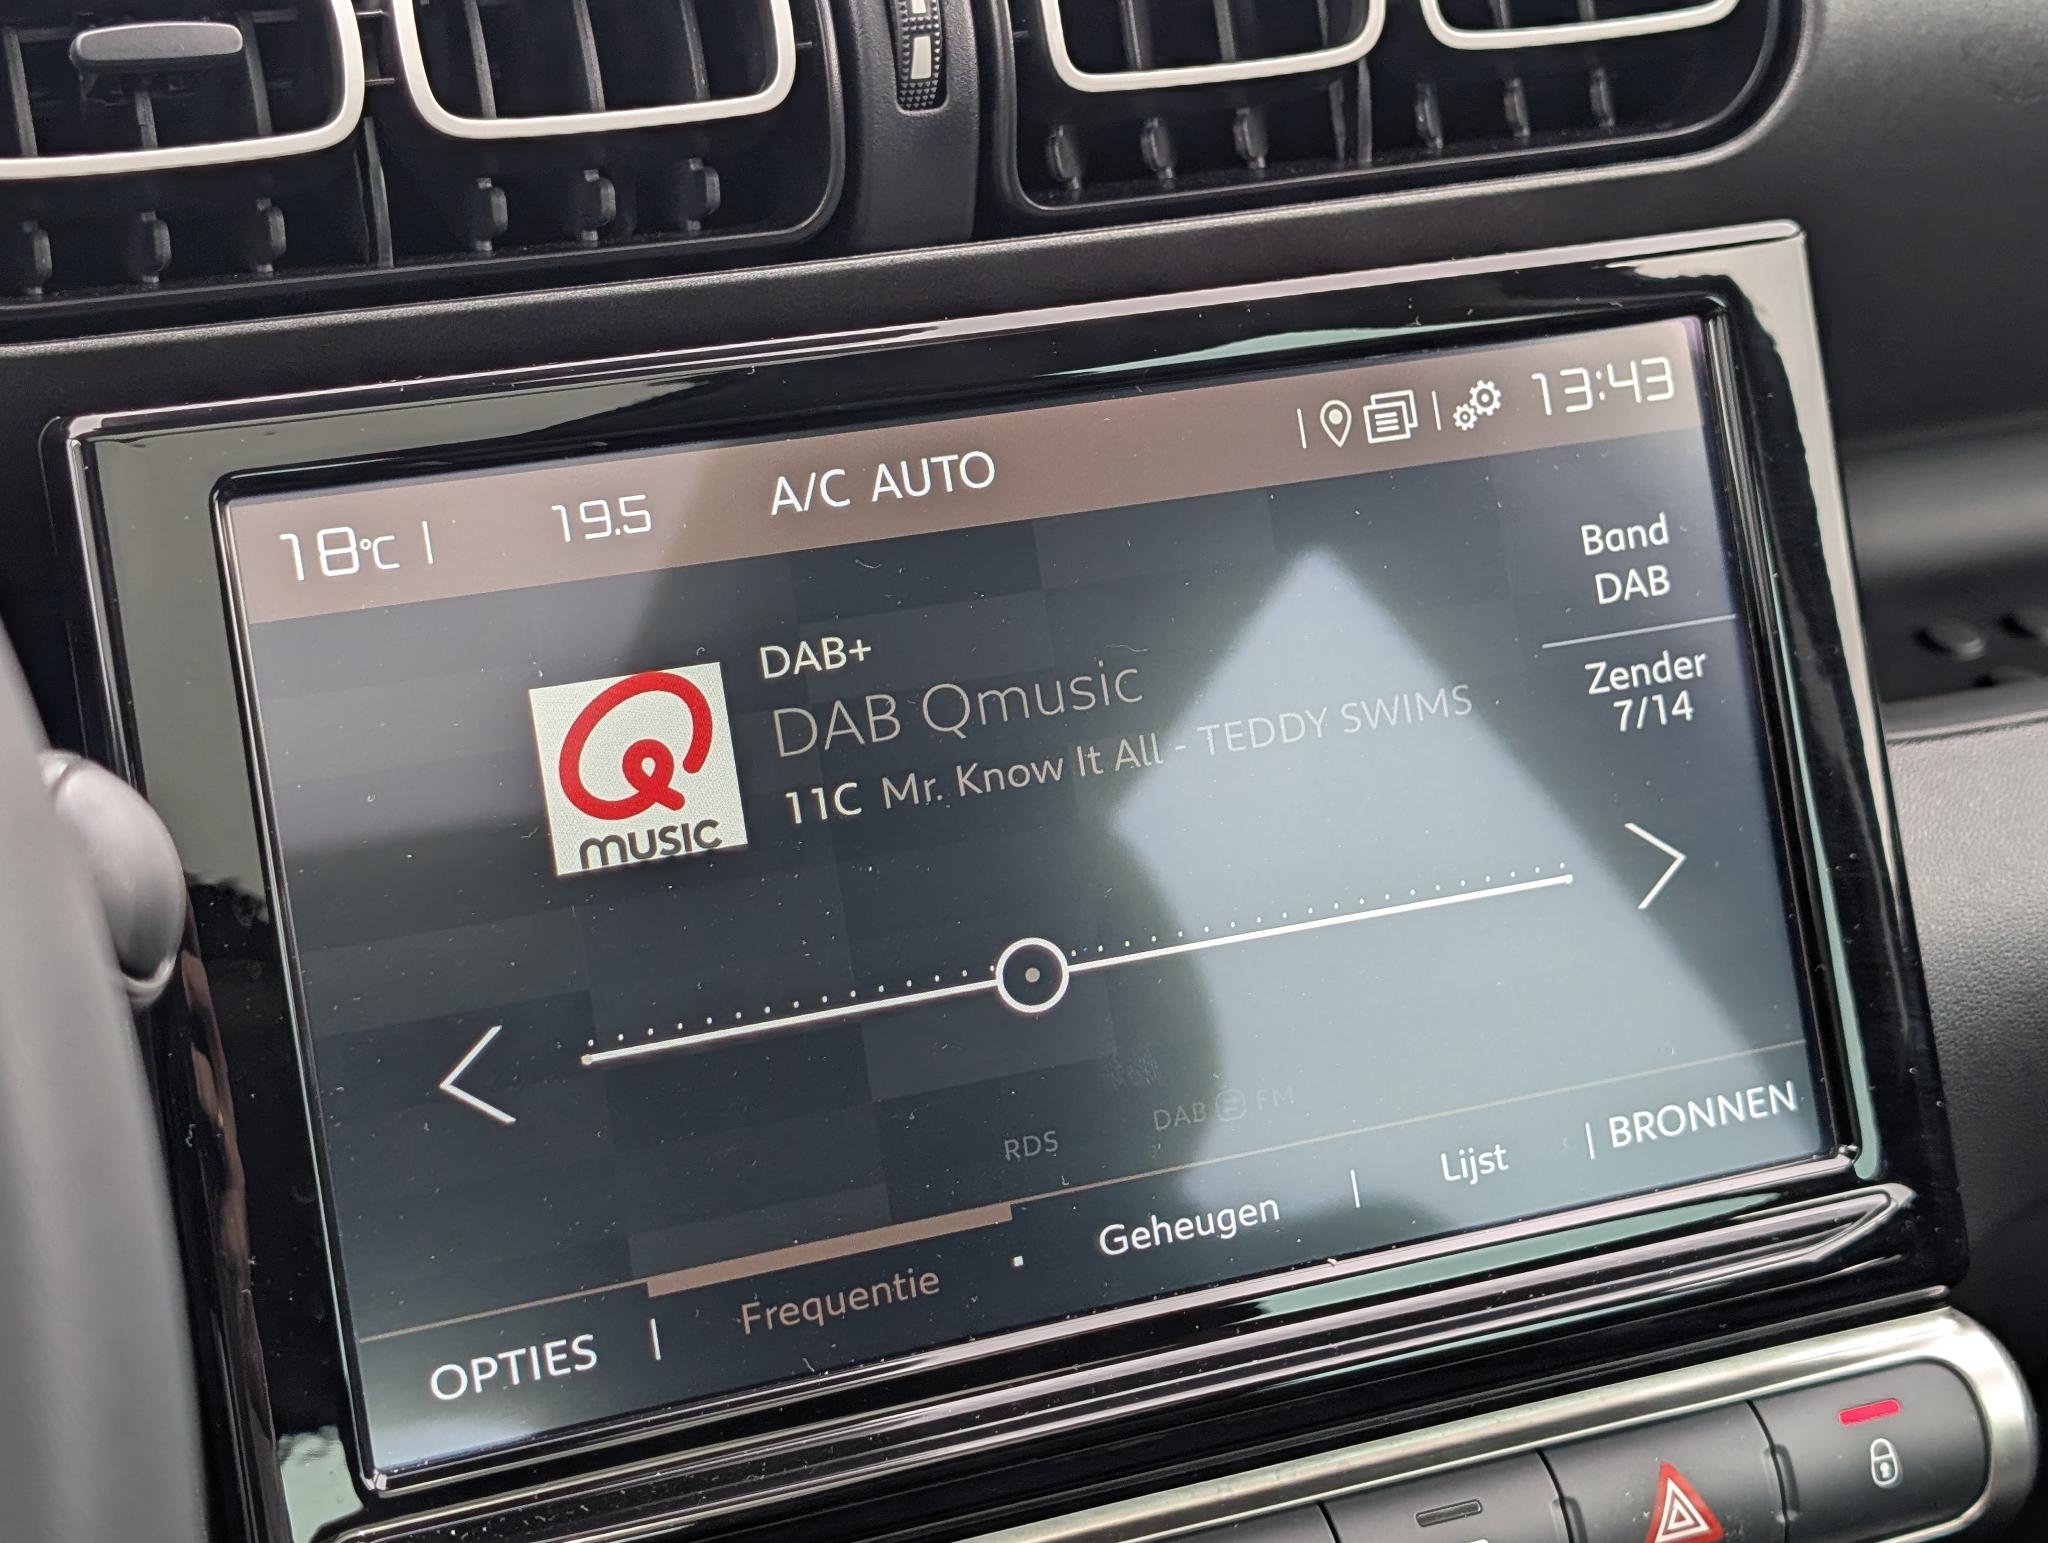 18°C | 19.5 A/C AUTO | | 13:43
Band
DAB
Zender
7/14
DAB+
DAB Qmusic
11C Mr. Know It All - TEDDY SWIMS
Q
music
RDS DAB FM
OPTIES | Frequentie Geheugen | Lijst | BRONNEN